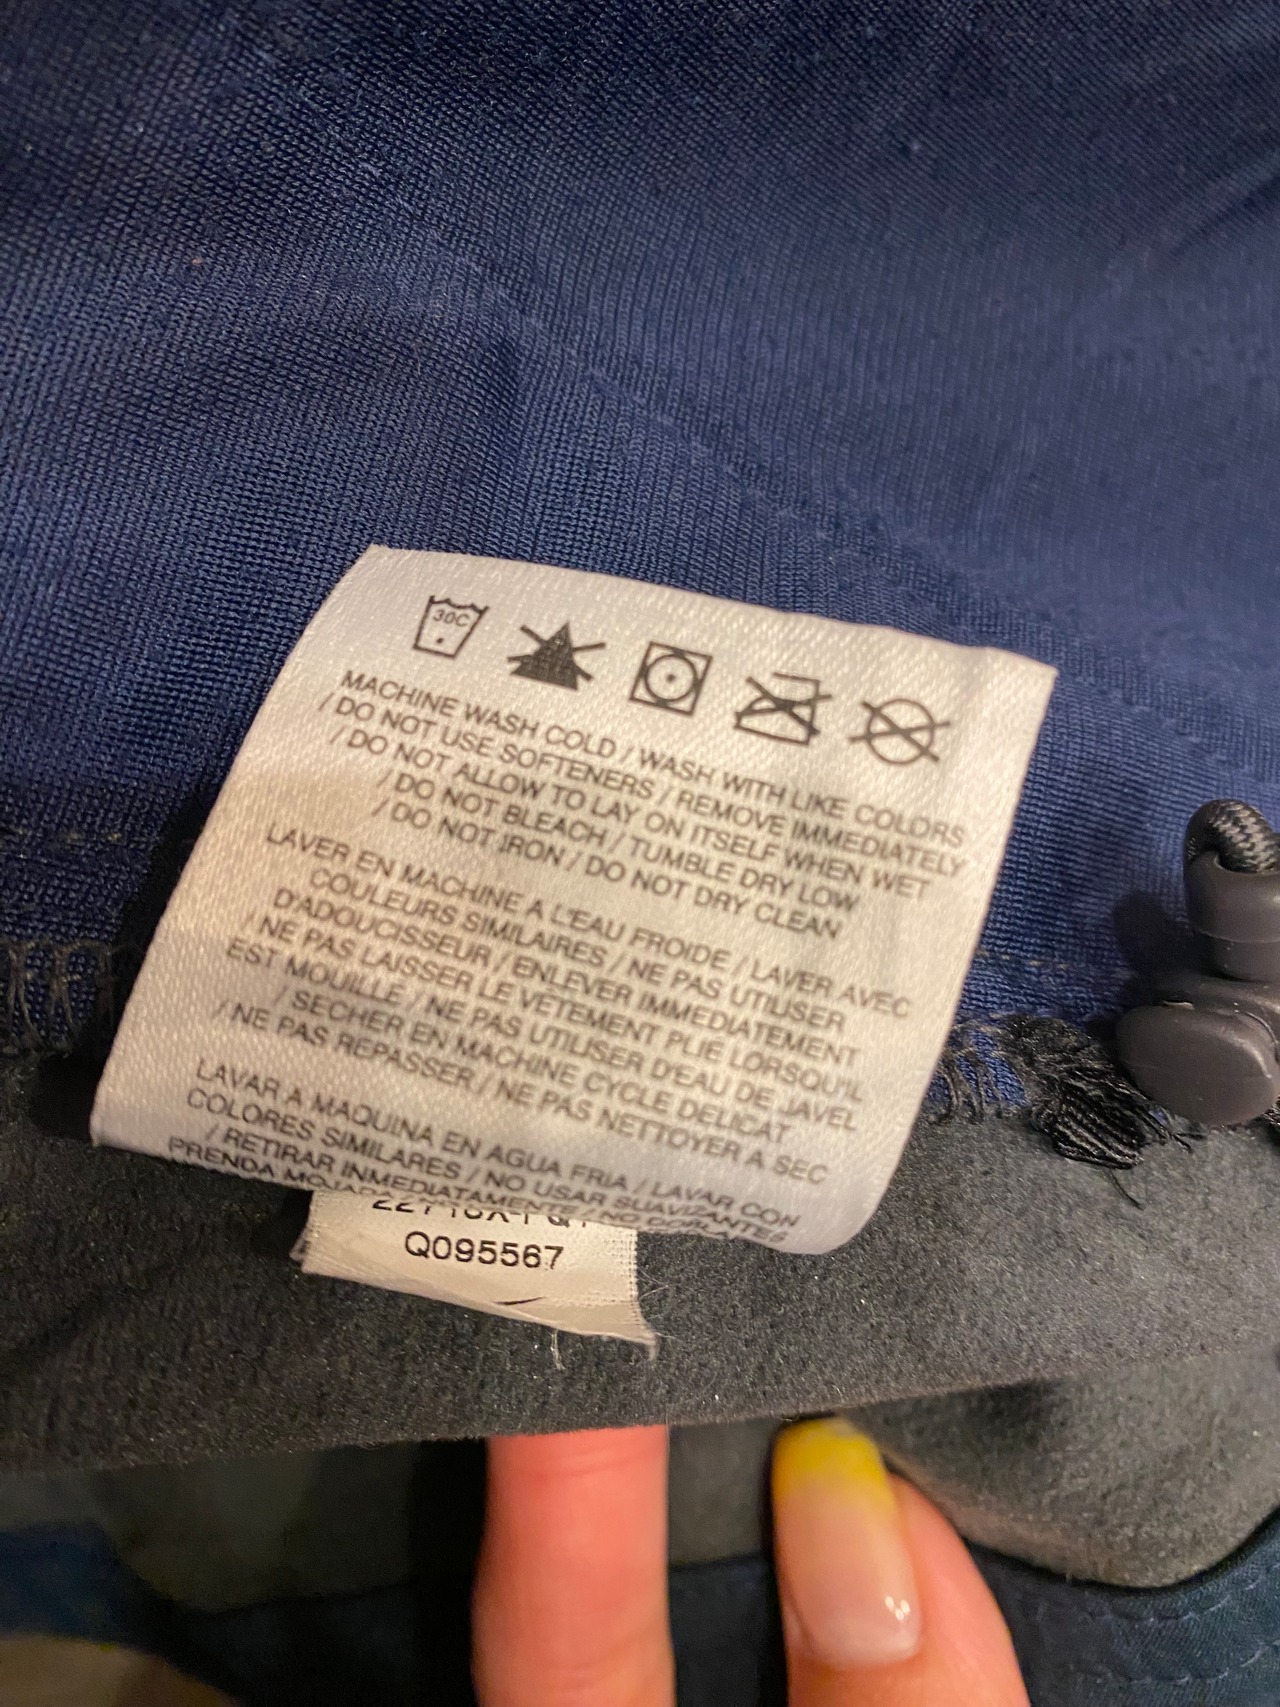 30C
MACHINE WASH COLD / WASH WITH LIKE COLORS
/ DO NOT USE SOFTENERS / REMOVE IMMEDIATELY
/ DO NOT ALLOW TO LAY ON ITSELF WHEN WET
/ DO NOT BLEACH / TUMBLE DRY LOW
/ DO NOT IRON / DO NOT DRY CLEAN
LAVER EN MACHINE A L'EAU FROIDE / LAVER AVEC
COULEURS SIMILAIRES / NE PAS UTILISER
D'ADOUCISSEUR / ENLEVER IMMEDIATEMENT
/ NE PAS LAISSER LE VÊTEMENT PLIÉ LORSQU'IL
EST MOUILLÉ / NE PAS UTILISER D'EAU DE JAVEL
/ SECHER EN MACHINE CYCLE DELICAT
/ NE PAS REPASSER / NE PAS NETTOYER A SEC
LAVAR A MAQUINA EN AGUA FRIA / LAVAR CON
COLORES SIMILARES / NO USAR SUAVIZANTES
/ RETIRAR INMEDIATAMENTE / NO
PRENDA
Q095567